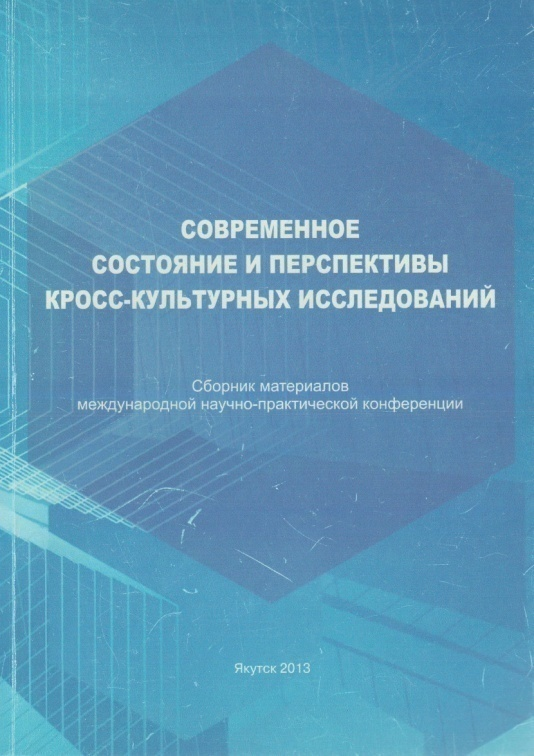 СОВРЕМЕННОЕ
СОСТОЯНИЕ И ПЕРСПЕКТИВЫ
КРОСС-КУЛЬТУРНЫХ ИССЛЕДОВАНИЙ
Сборник материалов
международной научно-практической конференции
Якутск 2013